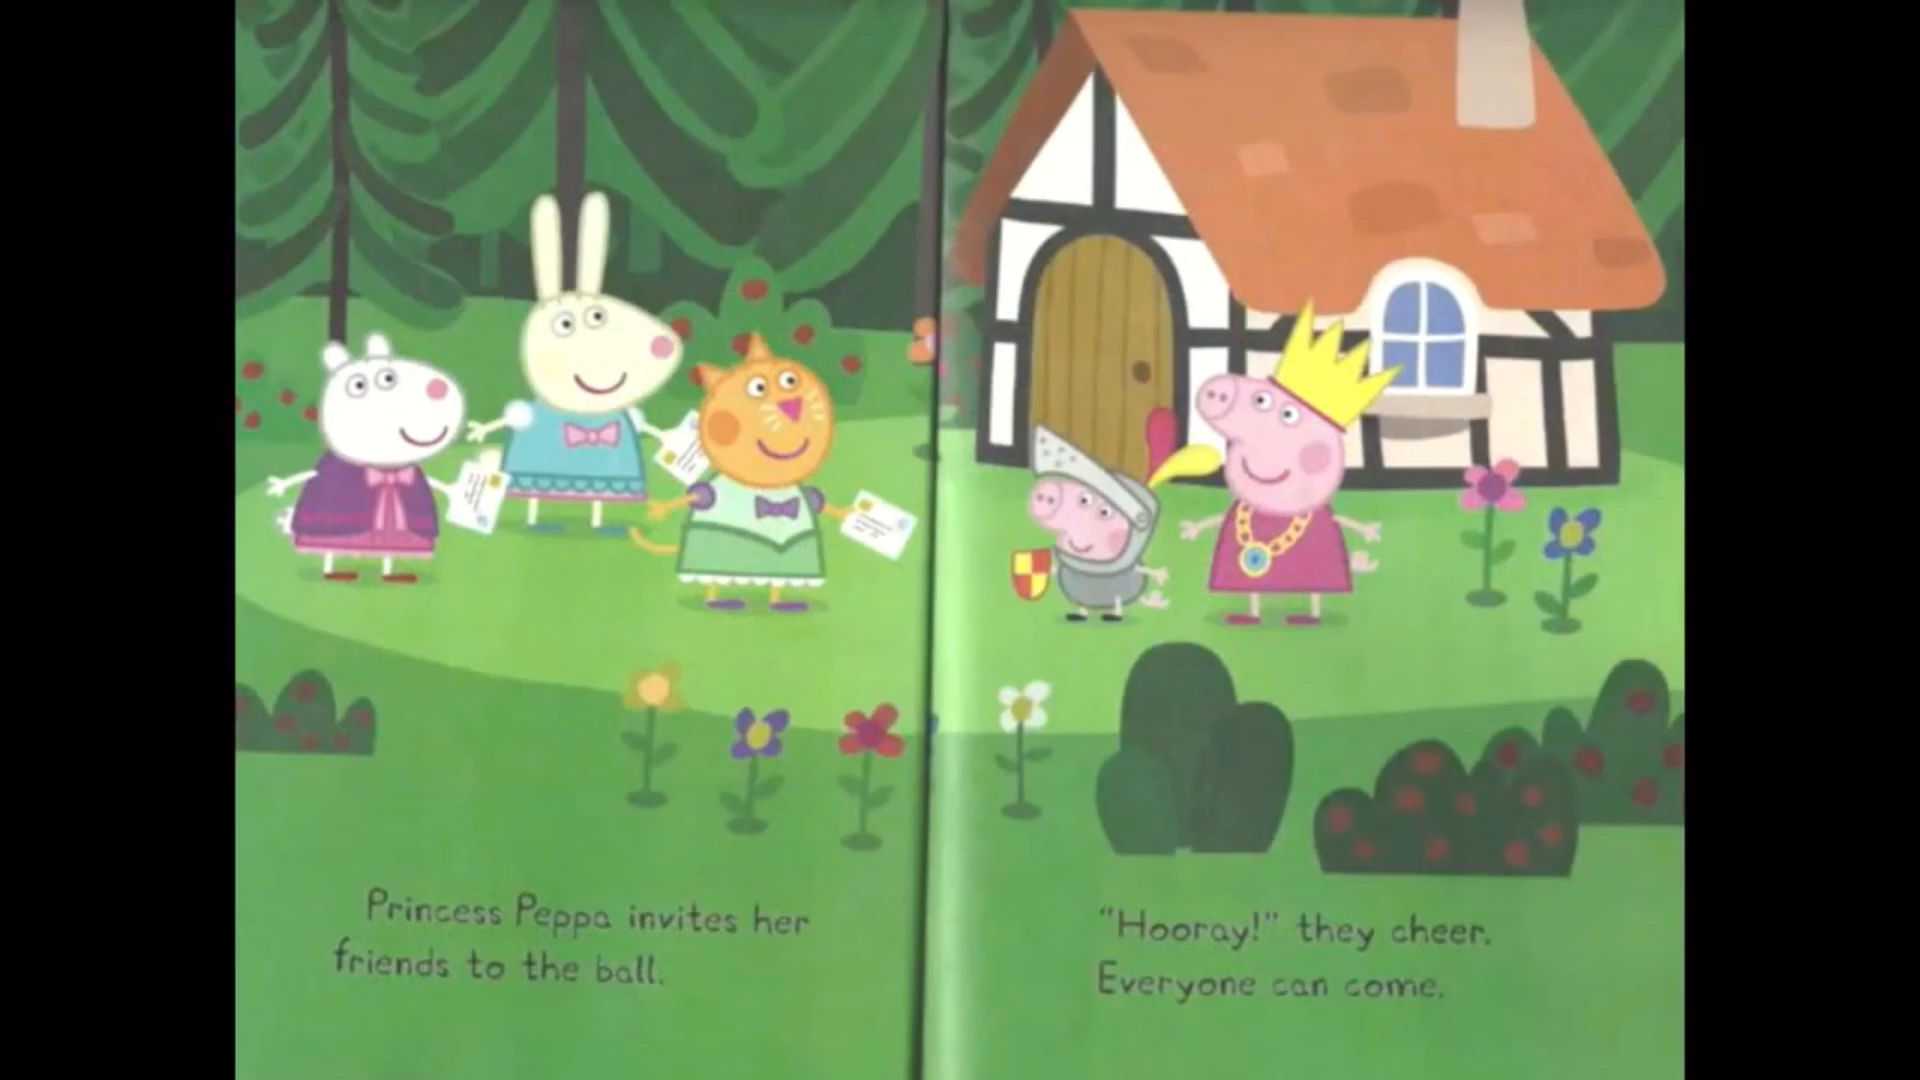 Princess Peppa invites her
friends to the ball.
"Hooray!" they cheer.
Everyone can come.